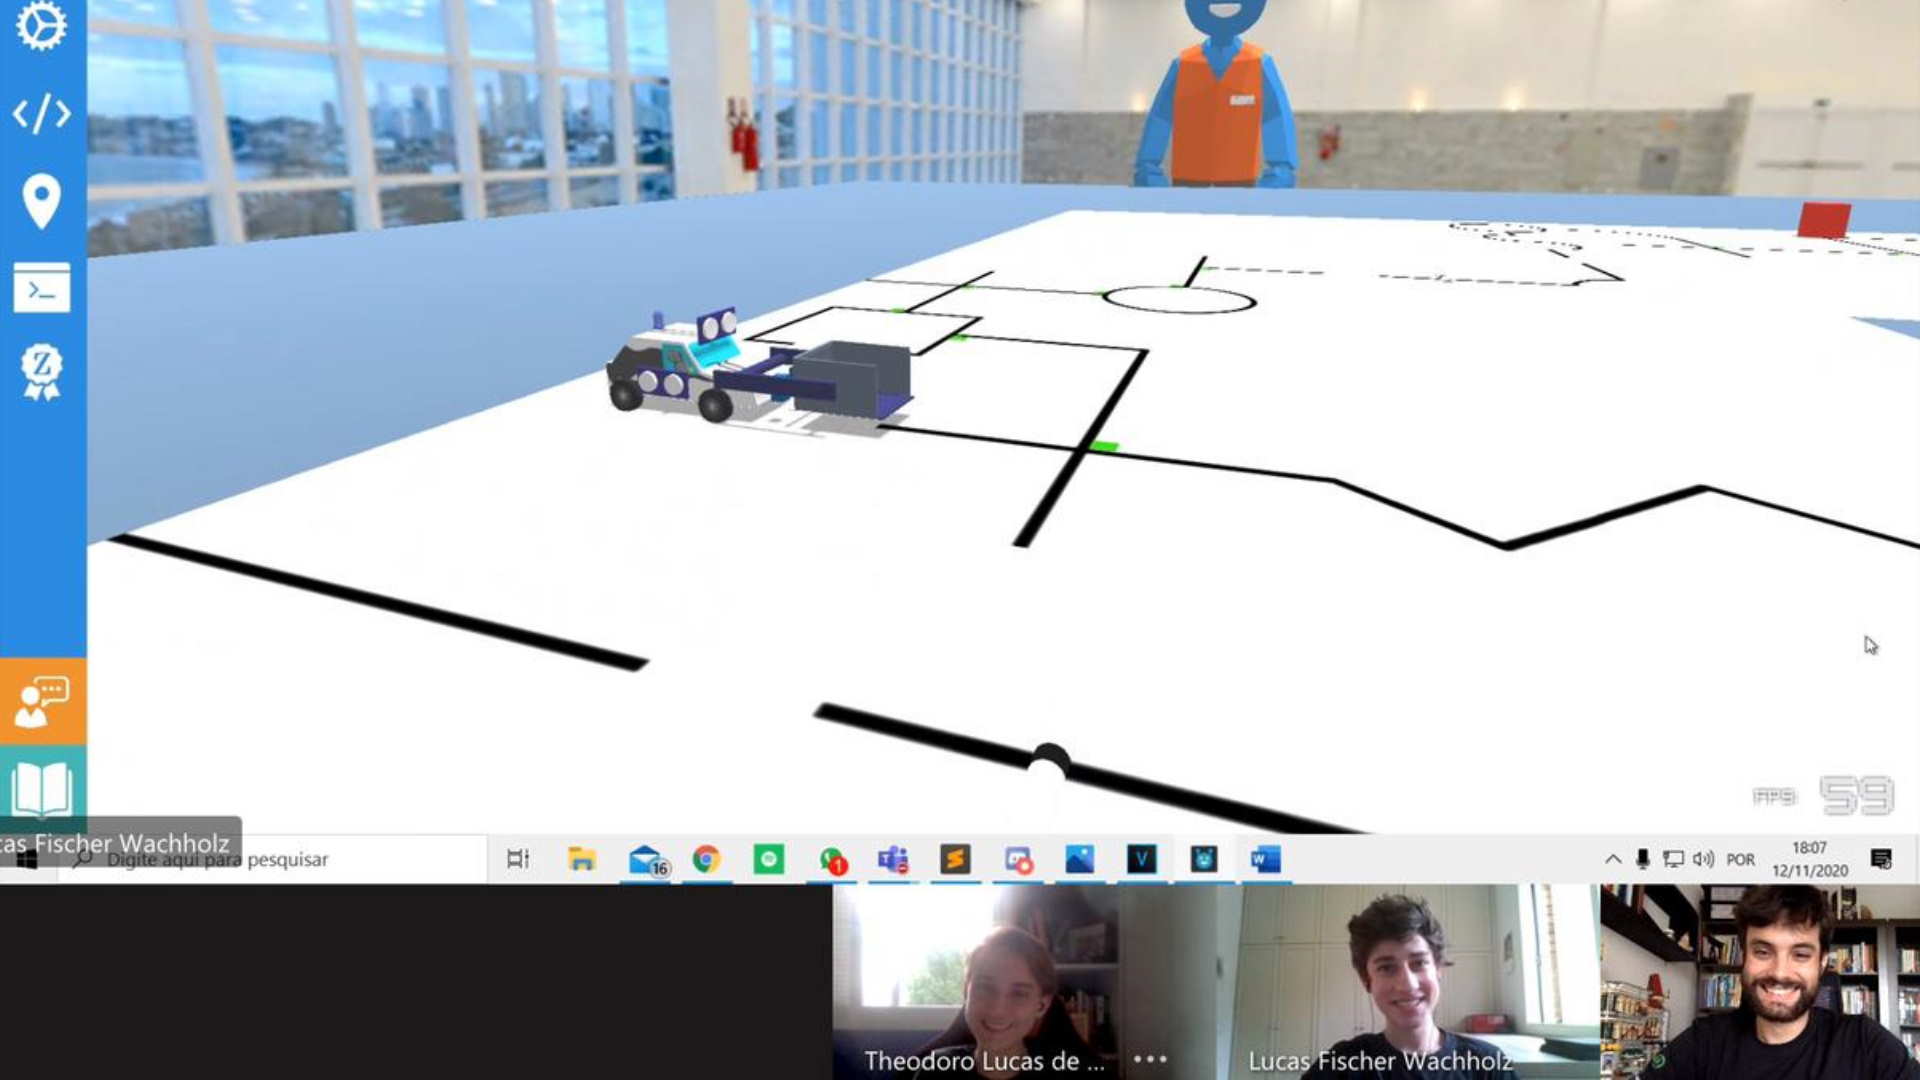 cas Fischer Wachholz
Digite aqui para pesquisar
16
1
POR
18:07
12/11/2020
FPS: 59
Theodoro Lucas de ...
Lucas Fischer Wachholz